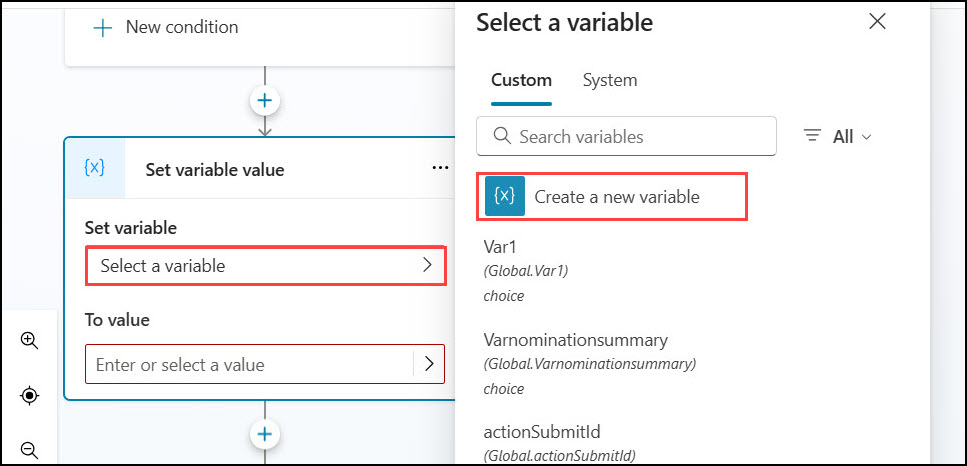 New condition
{x}
Set variable value
...
Set variable
Select a variable
To value
Enter or select a value
Select a variable
Custom
System
Search variables
All
{x}
Create a new variable
Var1
(Global.Var1)
choice
Varnominationsummary
(Global.Varnominationsummary)
choice
actionSubmitId
(Global.actionSubmitId)